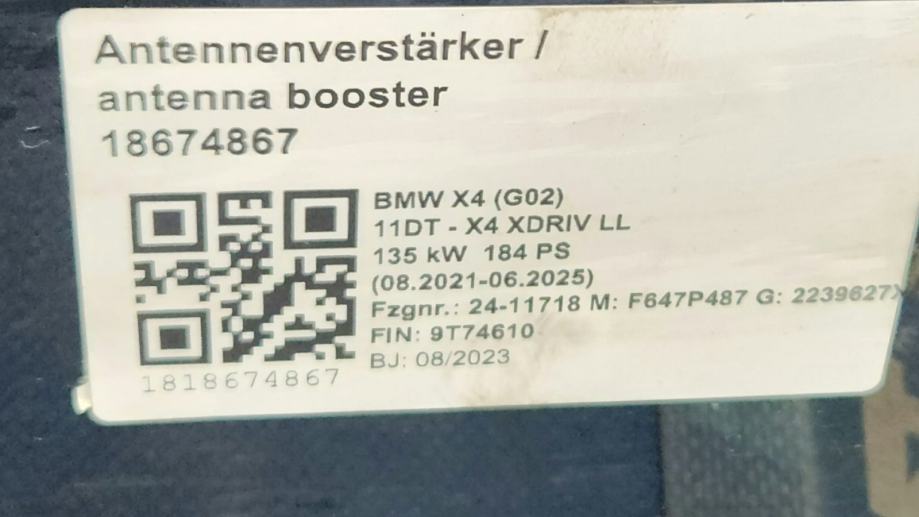 Antennenverstärker /
antenna booster
18674867
BMW X4 (G02)
11DT - X4 XDRIV LL
135 kW 184 PS
(08.2021-06.2025)
Fzgnr.: 24-11718 M: F647P487 G: 2239627X
FIN: 9T74610
BJ: 08/2023
1818674867